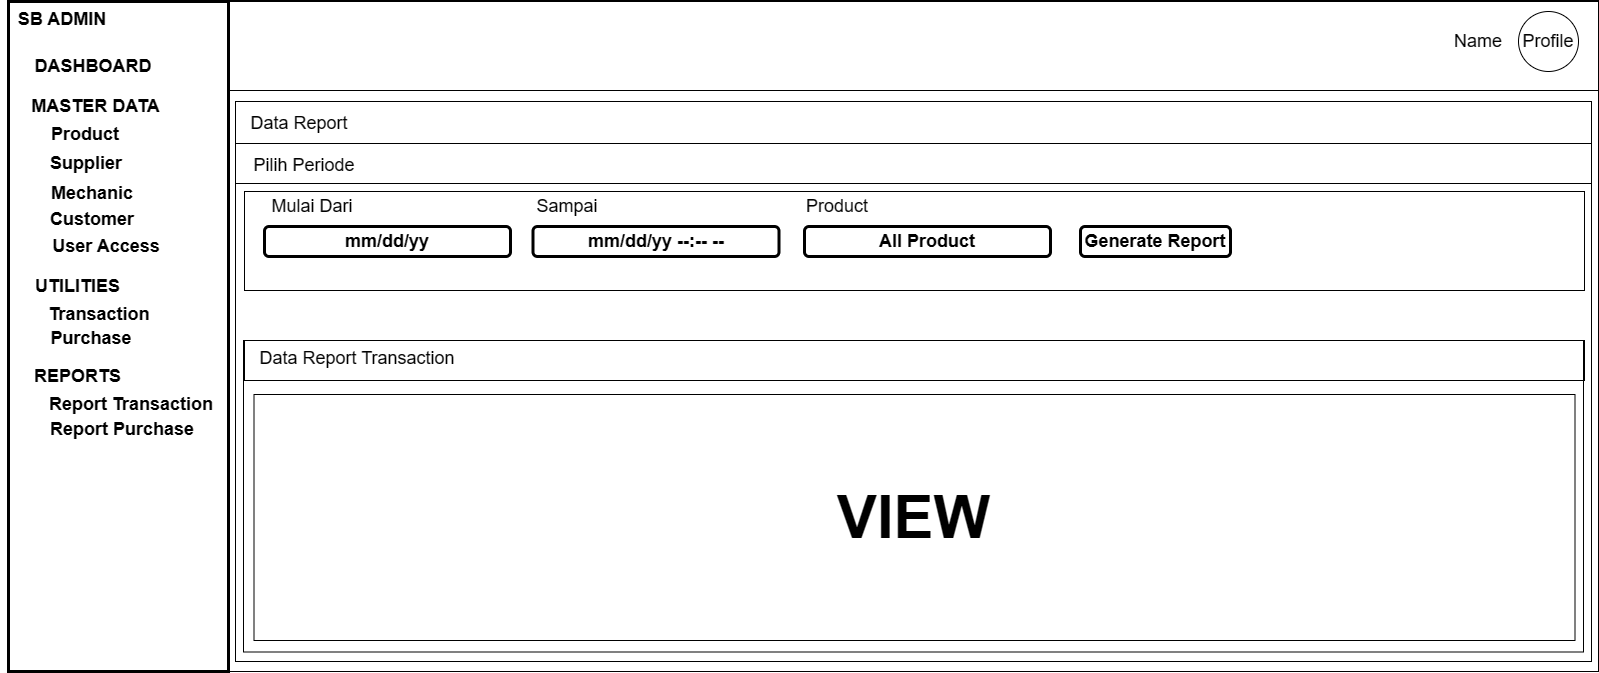 SB ADMIN
DASHBOARD
MASTER DATA
Product
Supplier
Mechanic
Customer
User Access
UTILITIES
Transaction
Purchase
REPORTS
Report Transaction
Report Purchase
Name Profile
Data Report
Pilih Periode
Mulai Dari Sampai Product
mm/dd/yy mm/dd/yy --:-- -- All Product Generate Report
Data Report Transaction
VIEW